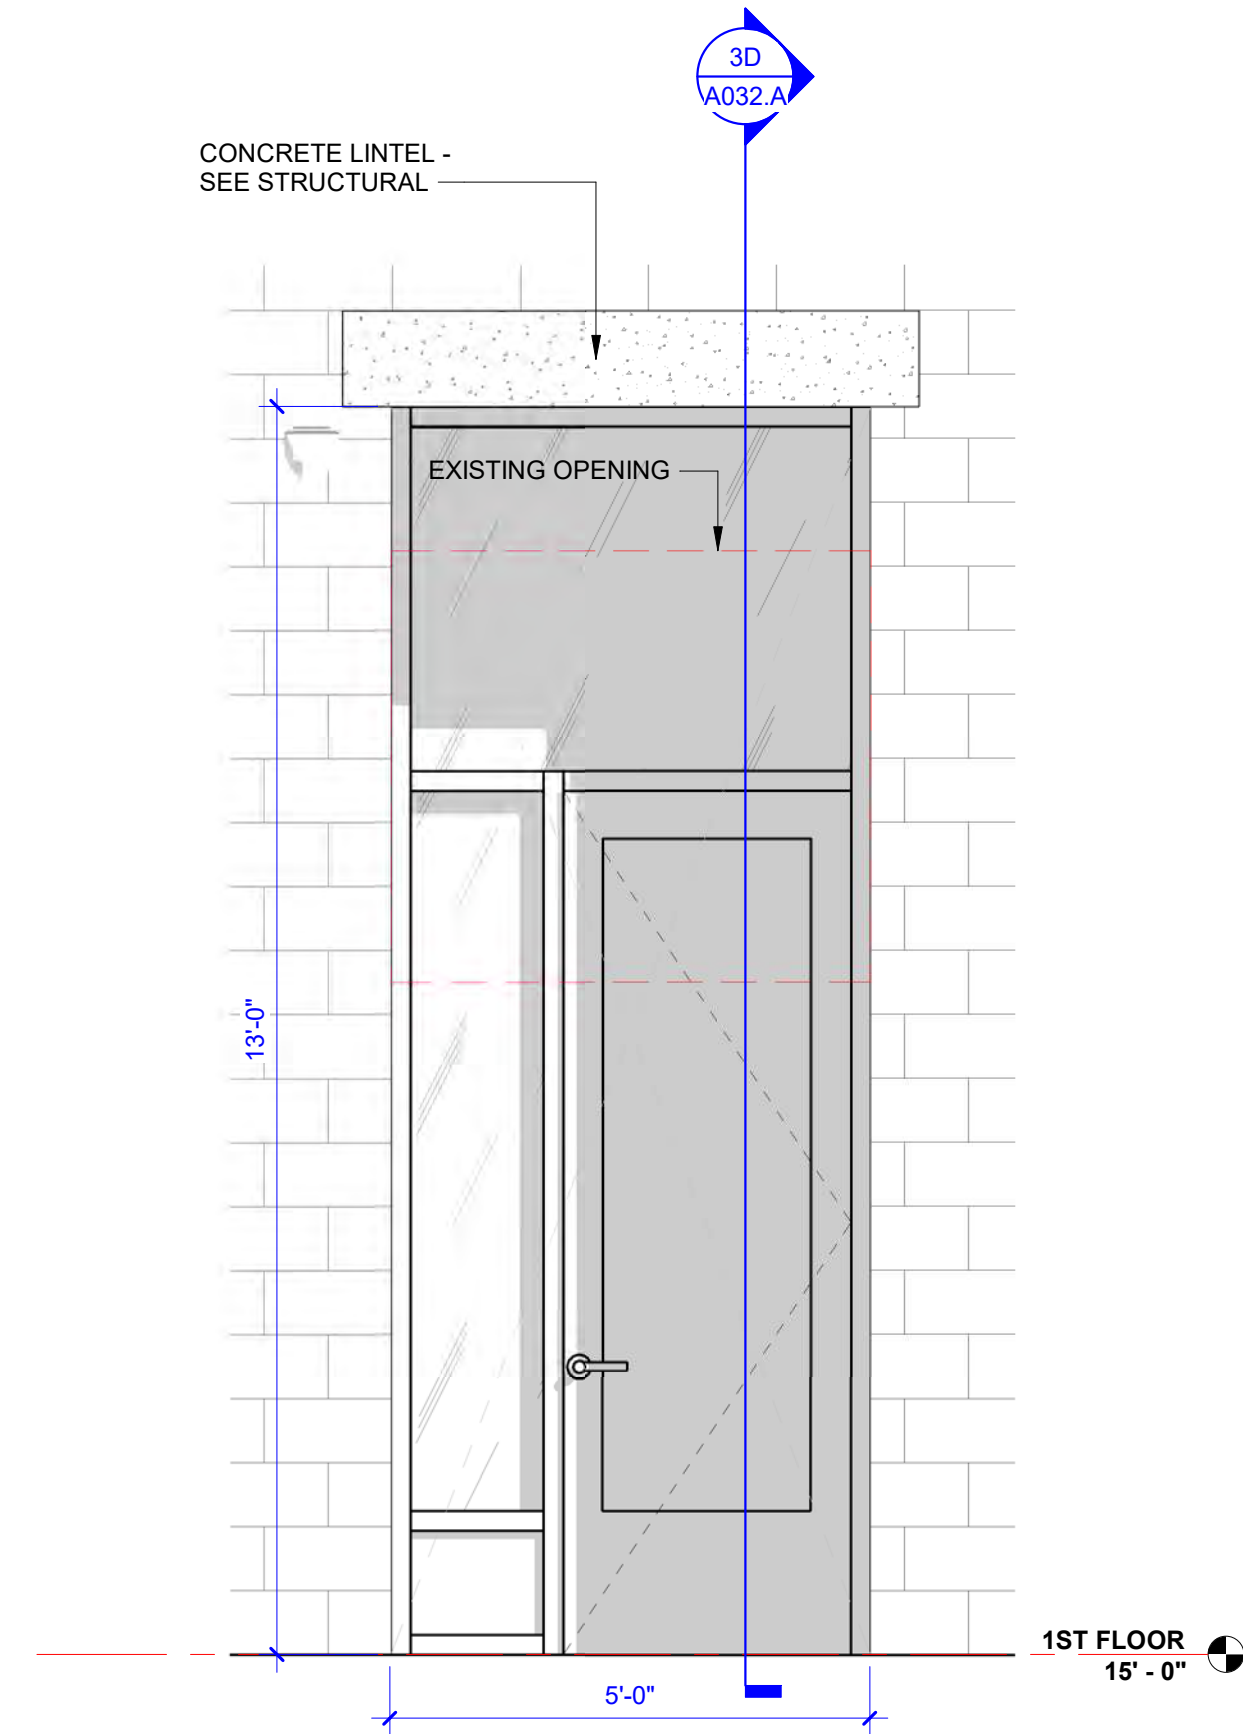 3D
A032.A
CONCRETE LINTEL -
SEE STRUCTURAL
EXISTING OPENING
13'-0"
1ST FLOOR
15' - 0"
5'-0"